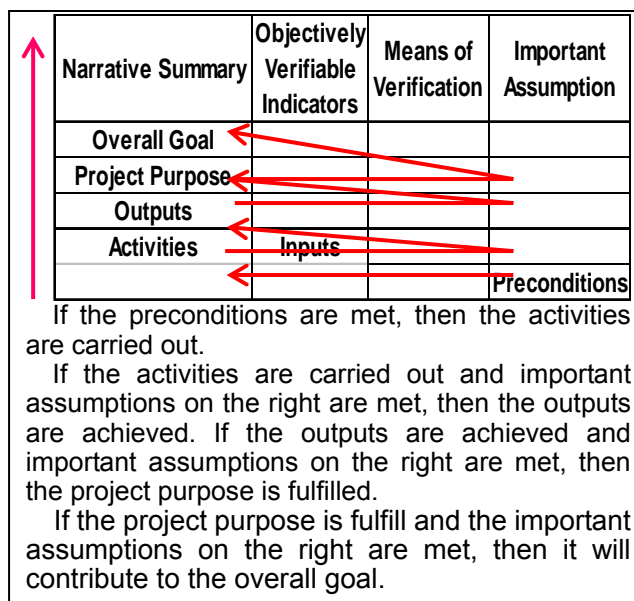 Narrative Summary Objectively Verifiable Indicators Means of Verification Important Assumption
Overall Goal
Project Purpose
Outputs
Activities Inputs
Preconditions
If the preconditions are met, then the activities
are carried out.
If the activities are carried out and important
assumptions on the right are met, then the outputs
are achieved. If the outputs are achieved and
important assumptions on the right are met, then
the project purpose is fulfilled.
If the project purpose is fulfill and the important
assumptions on the right are met, then it will
contribute to the overall goal.